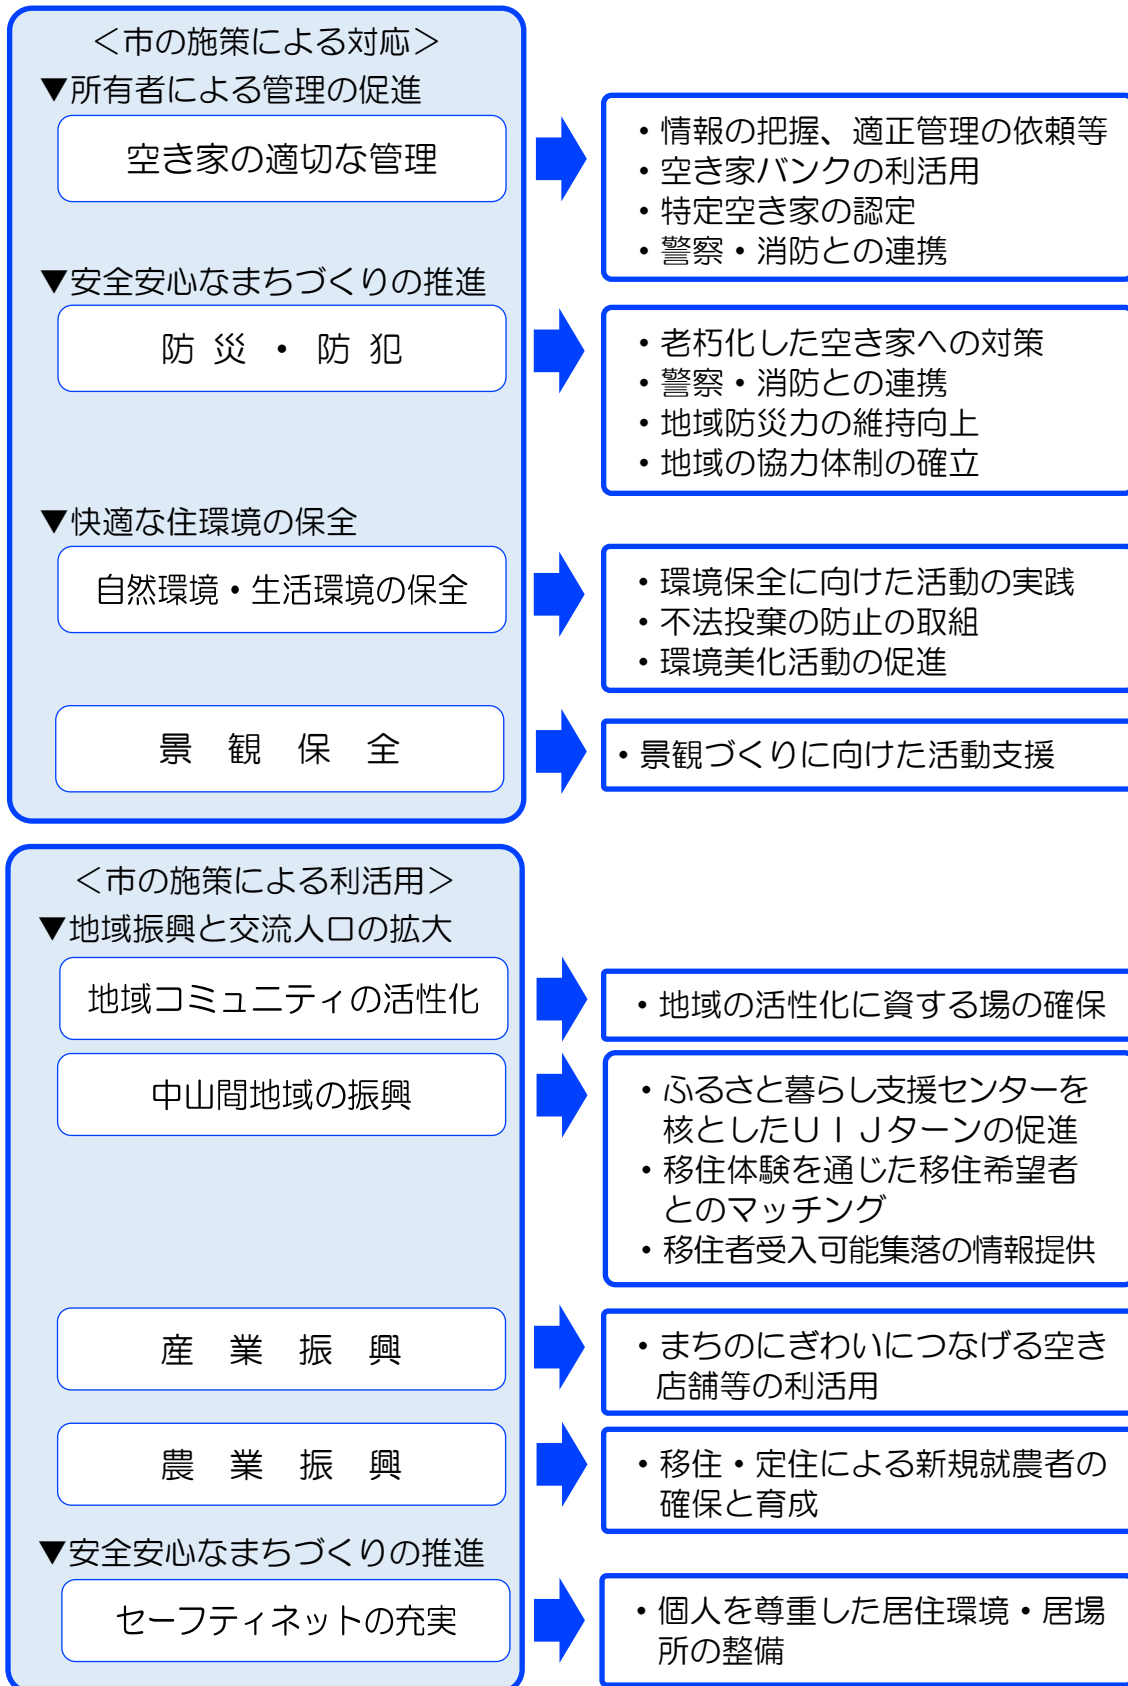 ＜市の施策による対応＞
▼所有者による管理の促進
空き家の適切な管理
・情報の把握、適正管理の依頼等
・空き家バンクの利活用
・特定空き家の認定
・警察・消防との連携
▼安全安心なまちづくりの推進
防 災 ・ 防 犯
・老朽化した空き家への対策
・警察・消防との連携
・地域防災力の維持向上
・地域の協力体制の確立
▼快適な住環境の保全
自然環境・生活環境の保全
・環境保全に向けた活動の実践
・不法投棄の防止の取組
・環境美化活動の促進
景 観 保 全
・景観づくりに向けた活動支援
＜市の施策による利活用＞
▼地域振興と交流人口の拡大
地域コミュニティの活性化
・地域の活性化に資する場の確保
中山間地域の振興
・ふるさと暮らし支援センターを
核としたＵＩＪターンの促進
・移住体験を通じた移住希望者
とのマッチング
・移住者受入可能集落の情報提供
産 業 振 興
・まちのにぎわいにつなげる空き
店舗等の利活用
農 業 振 興
・移住・定住による新規就農者の
確保と育成
▼安全安心なまちづくりの推進
セーフティネットの充実
・個人を尊重した居住環境・居場
所の整備